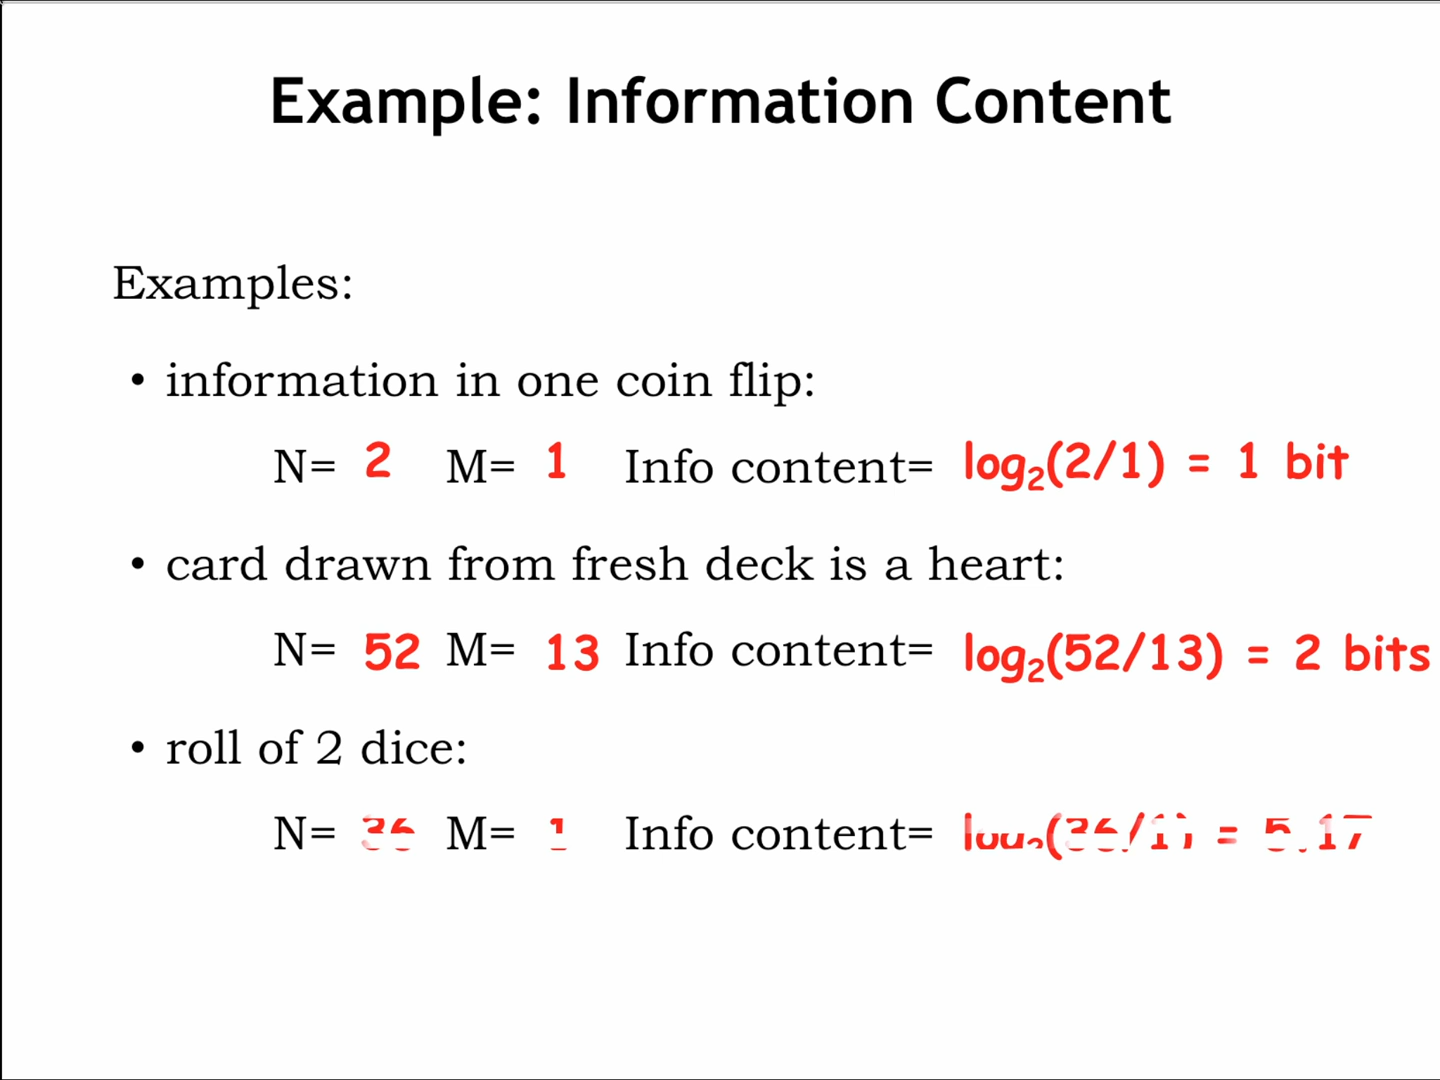 Example: Information Content
Examples:
• information in one coin flip:
N= 2 M= 1 Info content= log₂(2/1) = 1 bit
• card drawn from fresh deck is a heart:
N= 52 M= 13 Info content= log₂(52/13) = 2 bits
• roll of 2 dice:
N= 36 M= 1 Info content= log₂(36/1) = 5.17